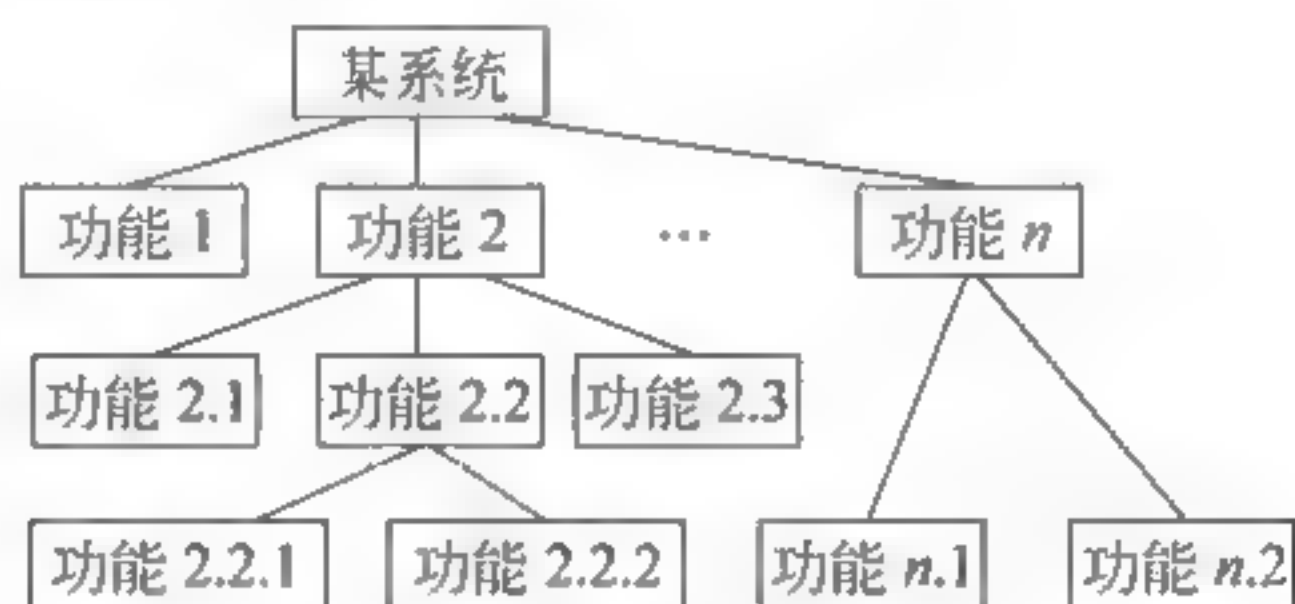 某系统
功能 1
功能 2
…
功能 n
功能 2.1
功能 2.2
功能 2.3
功能 2.2.1
功能 2.2.2
功能 n.1
功能 n.2